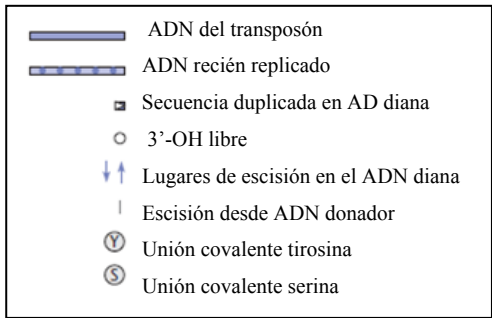 ADN del transposón
ADN recién replicado
Secuencia duplicada en AD diana
3’-OH libre
Lugares de escisión en el ADN diana
Escisión desde ADN donador
Y Unión covalente tirosina
S Unión covalente serina